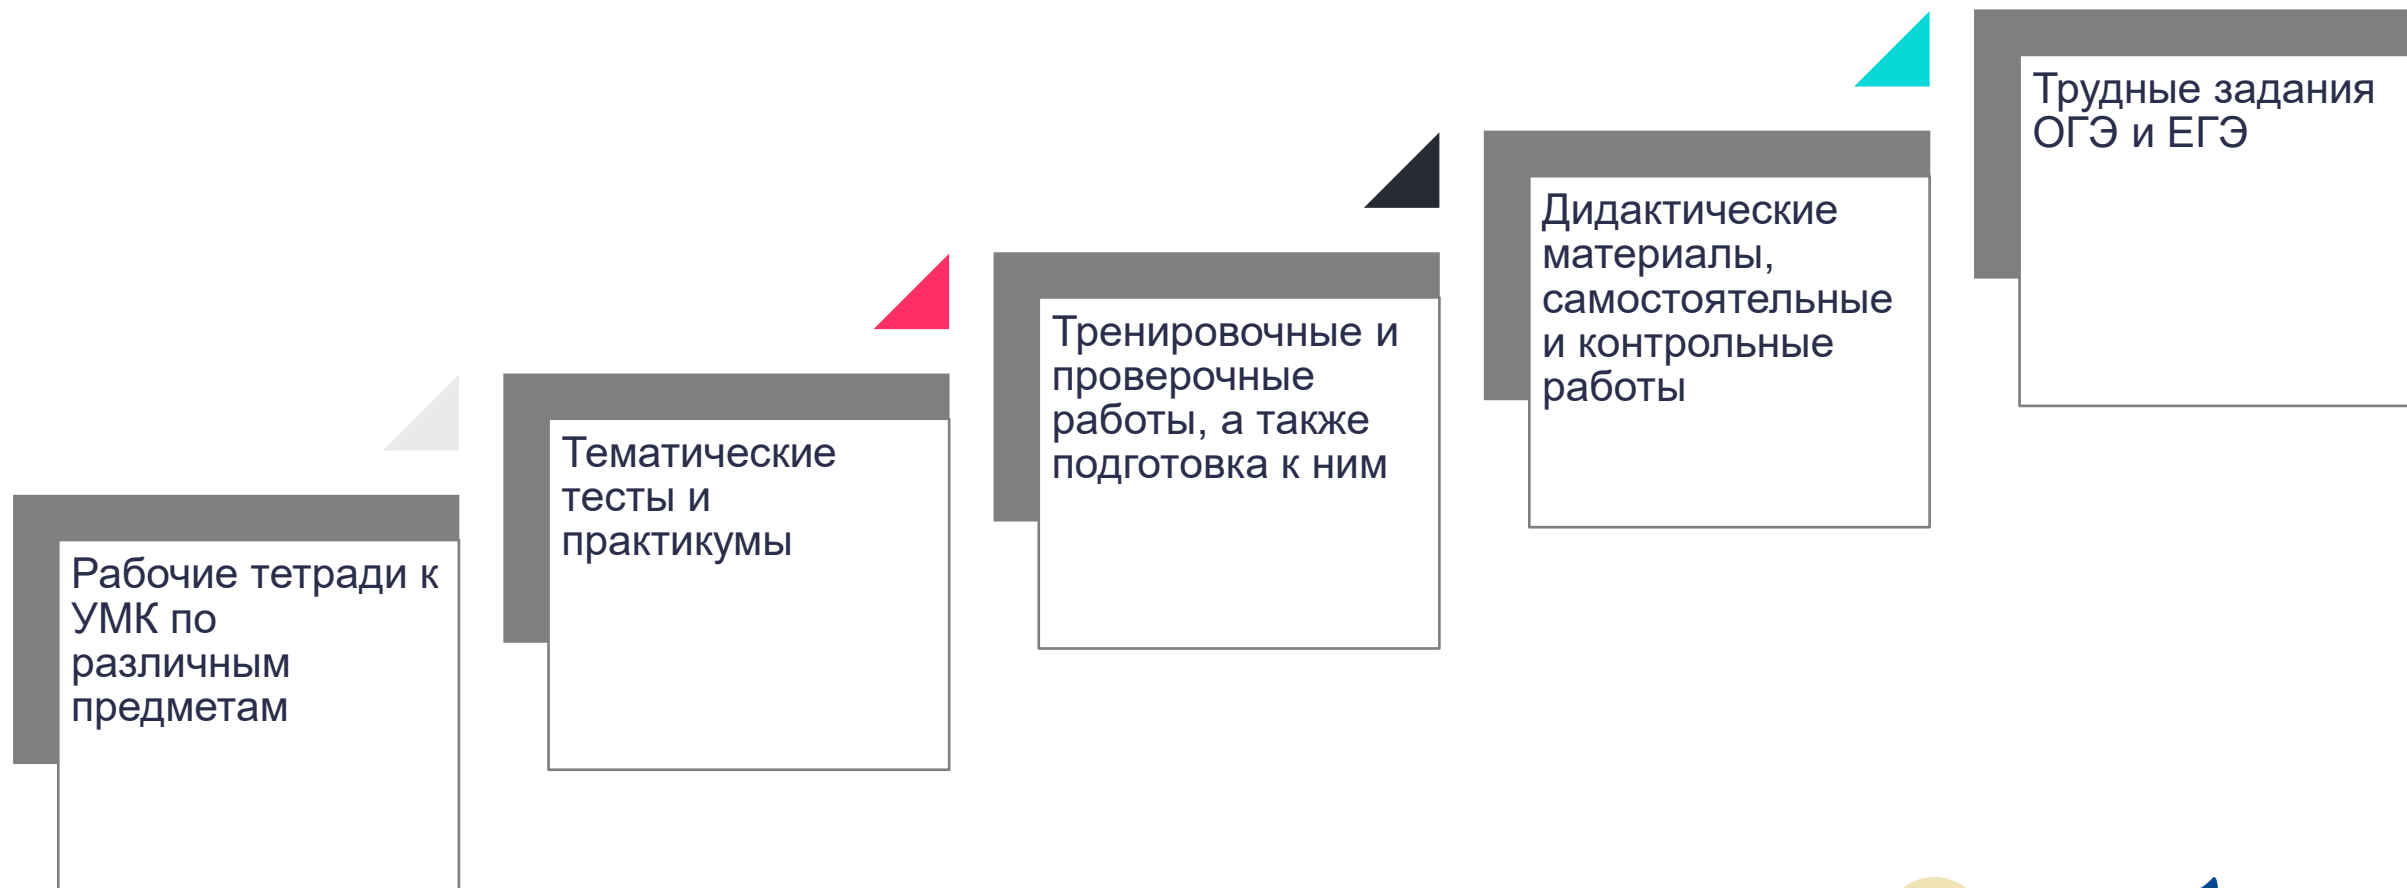 Рабочие тетради к
УМК по
различным
предметам
Тематические
тесты и
практикумы
Тренировочные и
проверочные
работы, а также
подготовка к ним
Дидактические
материалы,
самостоятельные
и контрольные
работы
Трудные задания
ОГЭ и ЕГЭ